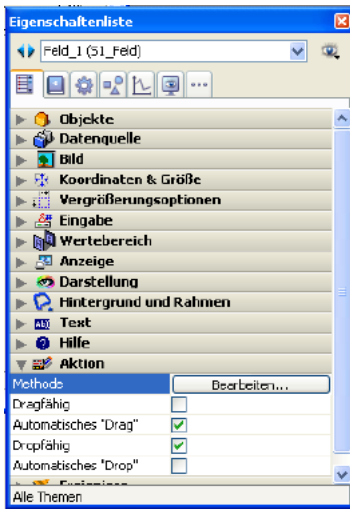 Eigenschaftenliste
Feld_1 (51_Feld)
Objekte
Datenquelle
Bild
Koordinaten & Größe
Vergrößerungsoptionen
Eingabe
Wertebereich
Anzeige
Darstellung
Hintergrund und Rahmen
Text
Hilfe
Aktion
Methode Bearbeiten...
Dragfähig
Automatisches "Drag"
Dropfähig
Automatisches "Drop"
Alle Themen